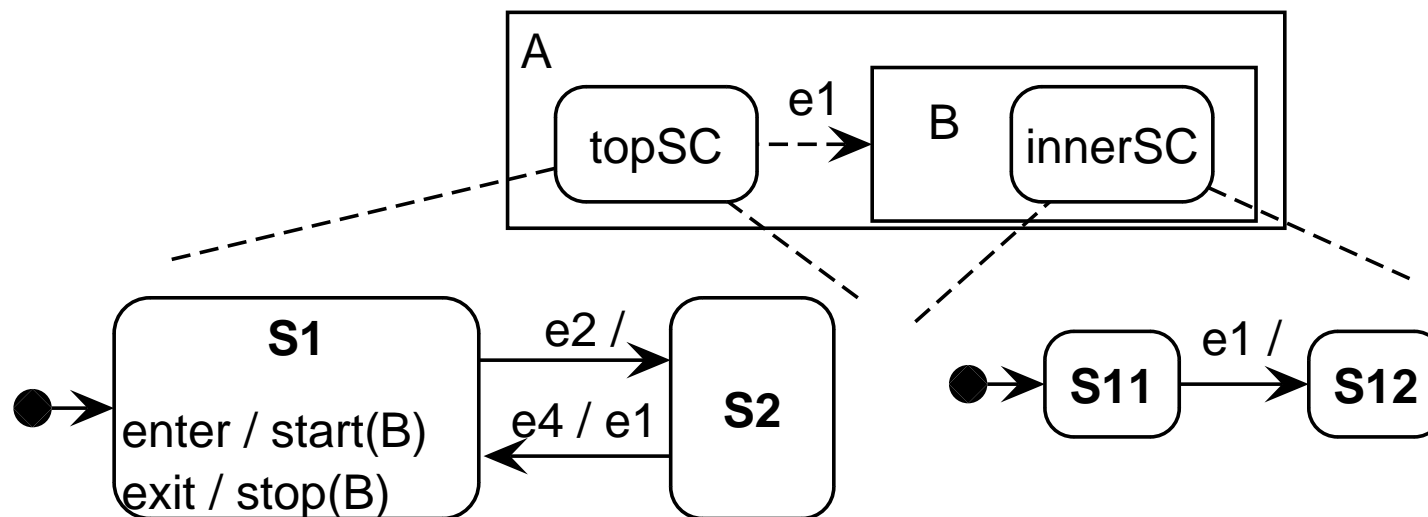 A
e1
topSC
B
innerSC
S1
enter / start(B)
exit / stop(B)
e2 /
e4 / e1
S2
S11
e1 /
S12